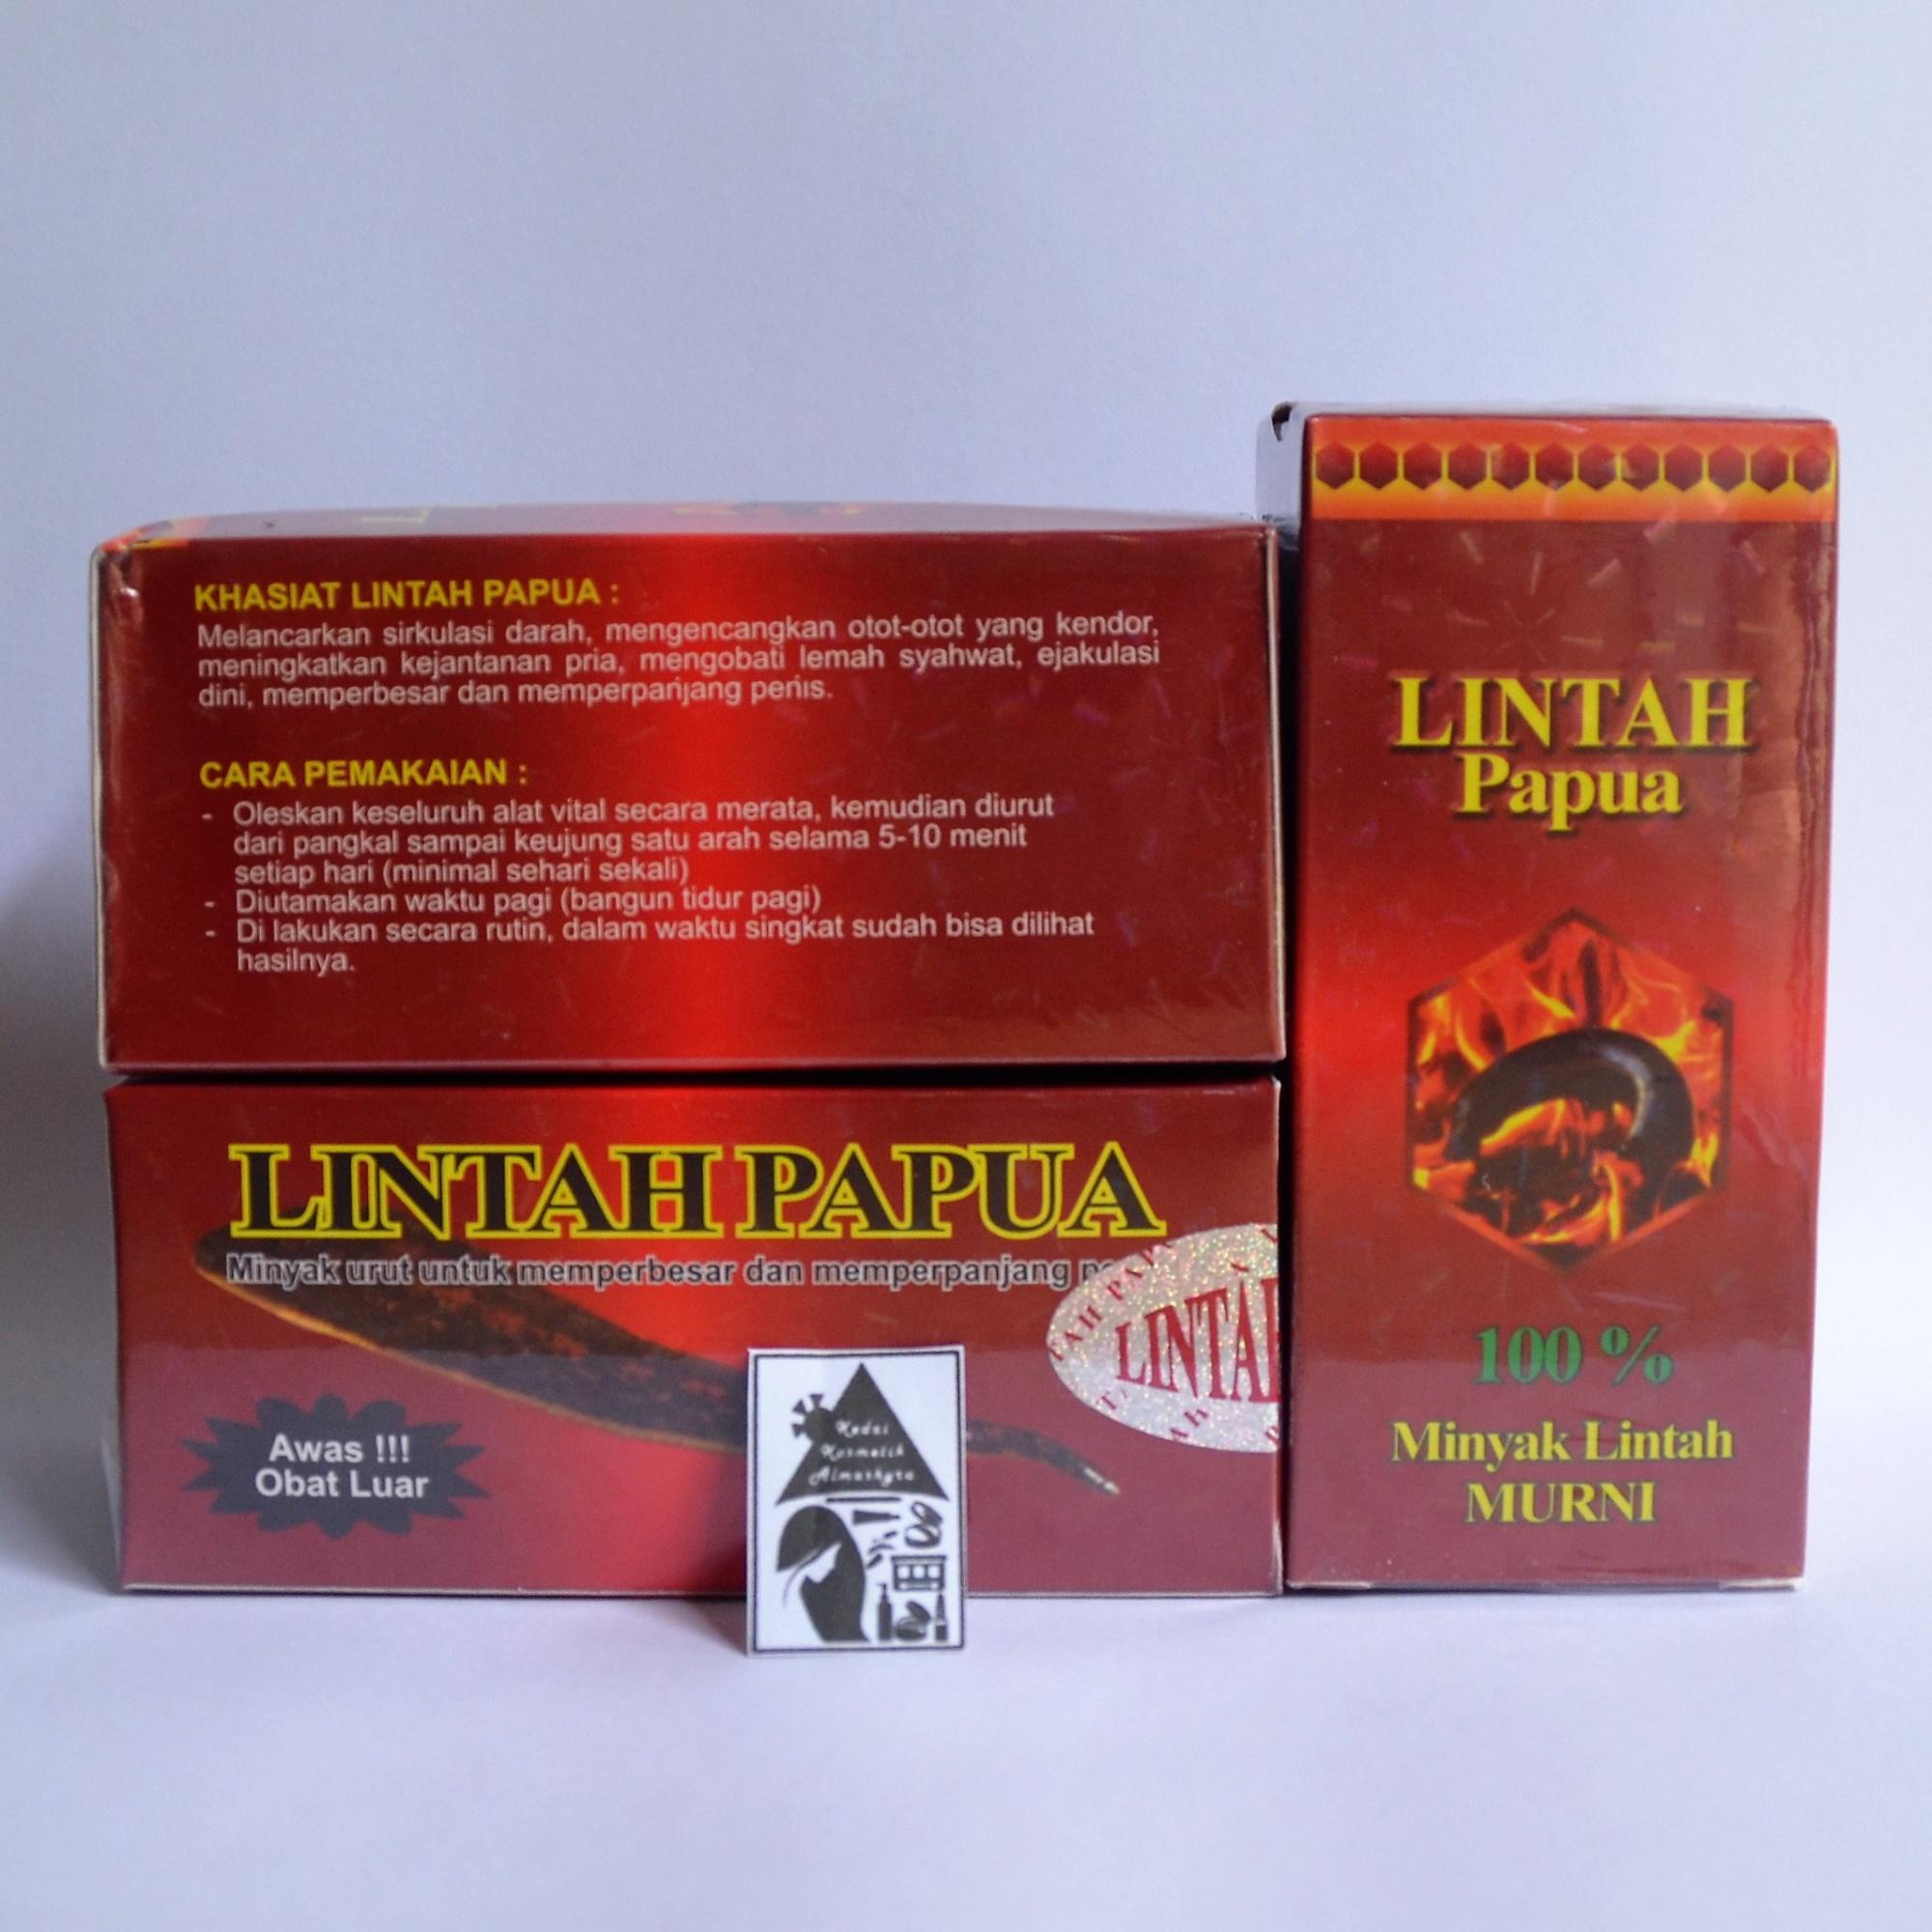 KHASIAT LINTAH PAPUA :
Melancarkan sirkulasi darah, mengencangkan otot-otot yang kendor,
meningkatkan kejantanan pria, mengobati lemah syahwat, ejakulasi
dini, memperbesar dan memperpanjang penis.
CARA PEMAKAIAN :
- Oleskan keseluruh alat vital secara merata, kemudian diurut
dari pangkal sampai keujung satu arah selama 5-10 menit
setiap hari (minimal sehari sekali)
- Diutamakan waktu pagi (bangun tidur pagi)
- Di lakukan secara rutin, dalam waktu singkat sudah bisa dilihat
hasilnya.
LINTAH PAPUA
Minyak urut untuk memperbesar dan memperpanjang
Awas !!!
Obat Luar
Kedai
Kosmetik
Almashyra
LINTAH
Papua
100 %
Minyak Lintah
MURNI